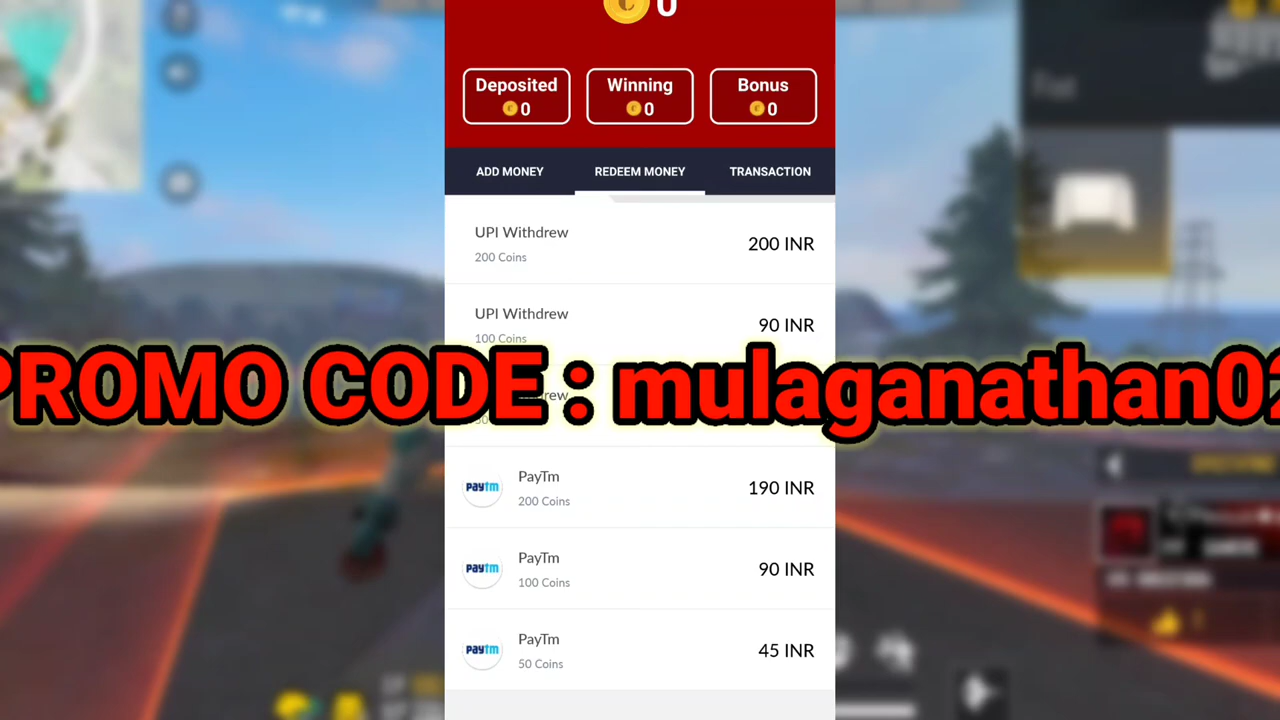 0
Deposited
0
Winning
0
Bonus
0
ADD MONEY
REDEEM MONEY
TRANSACTION
UPI Withdrew
200 Coins
200 INR
UPI Withdrew
100 Coins
90 INR
PROMO CODE : mulaganathan02
PayTm
200 Coins
paytm
190 INR
PayTm
100 Coins
paytm
90 INR
PayTm
50 Coins
paytm
45 INR